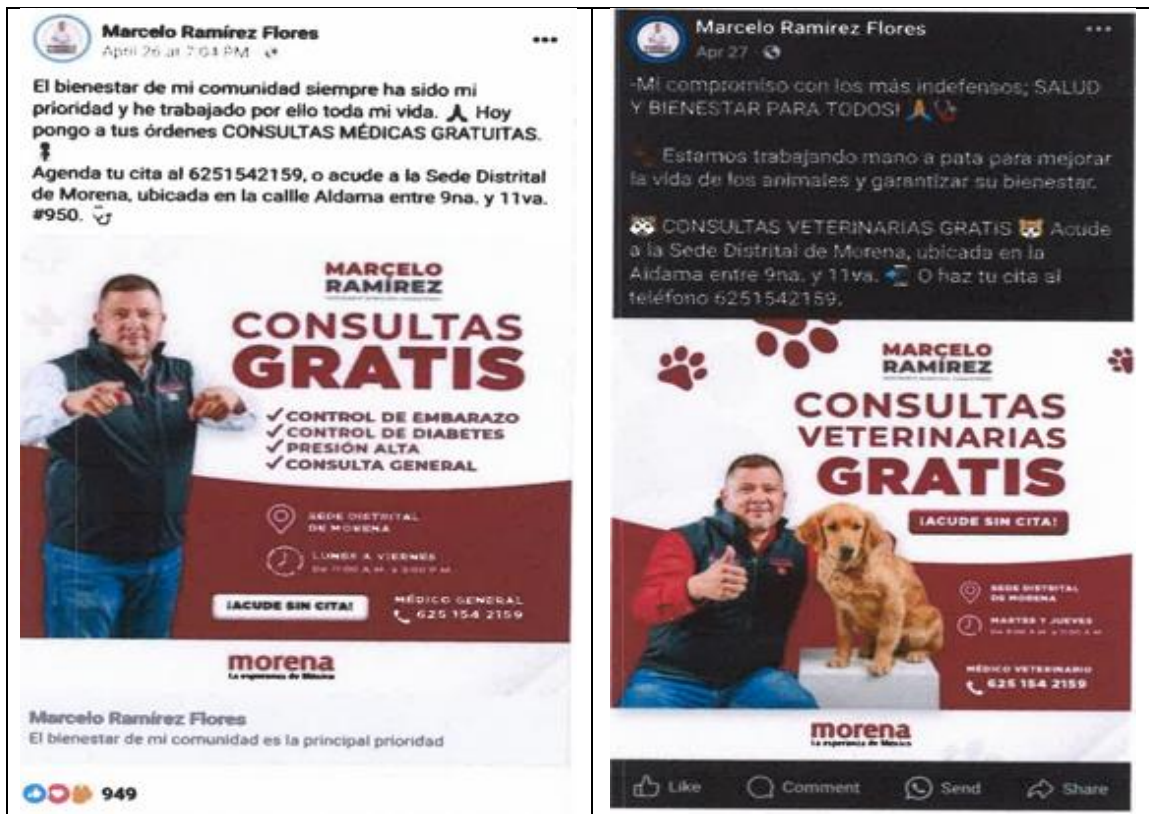 Marcelo Ramírez Flores
April 26 at 7:04 PM
El bienestar de mi comunidad siempre ha sido mi
prioridad y he trabajado por ello toda mi vida. 🙏 Hoy
pongo a tus órdenes CONSULTAS MÉDICAS GRATUITAS.
Agenda tu cita al 6251542159, o acude a la Sede Distrital
de Morena, ubicada en la callle Aldama entre 9na. y 11va.
#950. 🩺
MARCELO
RAMÍREZ
CONSULTAS
GRATIS
✓ CONTROL DE EMBARAZO
✓ CONTROL DE DIABETES
✓ PRESIÓN ALTA
✓ CONSULTA GENERAL
SEDE DISTRITAL
DE MORENA
LUNES A VIERNES
¡ACUDE SIN CITA!
MÉDICO GENERAL
625 154 2159
morena
La esperanza de México
Marcelo Ramírez Flores
El bienestar de mi comunidad es la principal prioridad
949
Marcelo Ramírez Flores
Apr 27
-Mi compromiso con los más indefensos; SALUD
Y BIENESTAR PARA TODOS! 🙏🩺
🐾 Estamos trabajando mano a pata para mejorar
la vida de los animales y garantizar su bienestar.
🐶 CONSULTAS VETERINARIAS GRATIS 🐱 Acude
a la Sede Distrital de Morena, ubicada en la
Aldama entre 9na. y 11va. 📲 O haz tu cita al
teléfono 6251542159.
MARCELO
RAMÍREZ
CONSULTAS
VETERINARIAS
GRATIS
¡ACUDE SIN CITA!
SEDE DISTRITAL
DE MORENA
MARTES Y JUEVES
MÉDICO VETERINARIO
625 154 2159
morena
La esperanza de México
Like
Comment
Send
Share